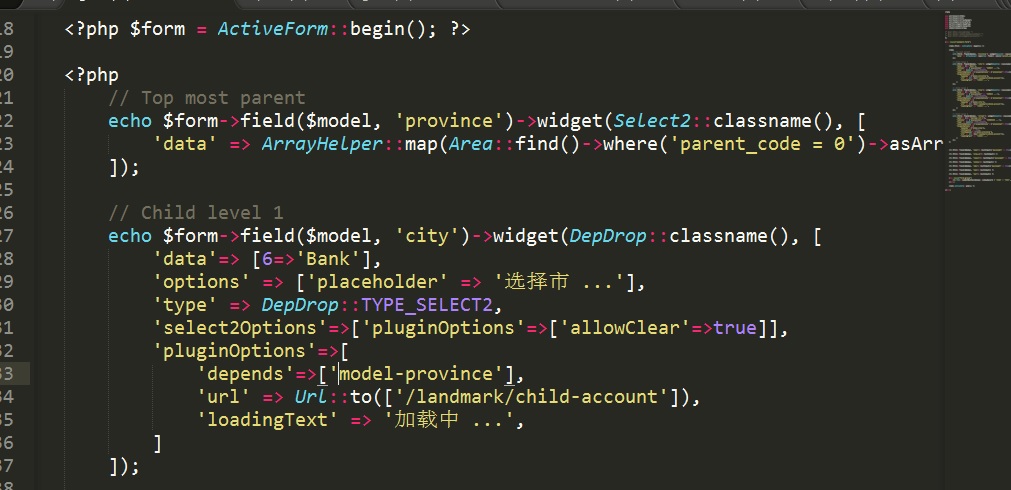 18 <?php $form = ActiveForm::begin(); ?>
19
20 <?php
21 // Top most parent
22 echo $form->field($model, 'province')->widget(Select2::classname(), [
23 'data' => ArrayHelper::map(Area::find()->where('parent_code = 0')->asArr
24 ]);
25
26 // Child level 1
27 echo $form->field($model, 'city')->widget(DepDrop::classname(), [
28 'data'=> [6=>'Bank'],
29 'options' => ['placeholder' => '选择市 ...'],
30 'type' => DepDrop::TYPE_SELECT2,
31 'select2Options'=>['pluginOptions'=>['allowClear'=>true]],
32 'pluginOptions'=>[
33 'depends'=>['model-province'],
34 'url' => Url::to(['/landmark/child-account']),
35 'loadingText' => '加载中 ...',
36 ]
37 ]);
38